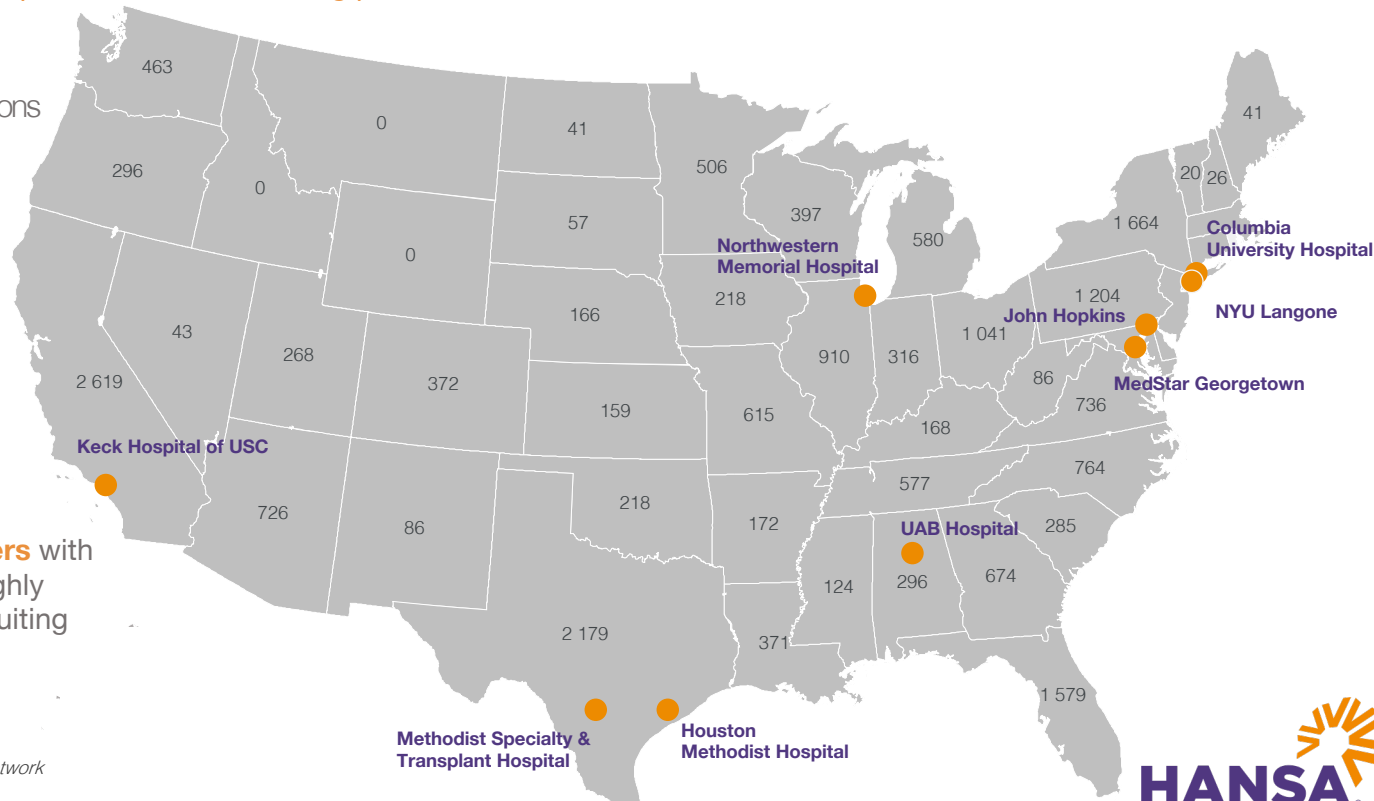 463
ons
0
41
41
296
506
0
20
26
57
397
1 664
580
Columbia
University Hospital
Northwestern
Memorial Hospital
0
218
1 204
166
John Hopkins
NYU Langone
43
1 041
268
910
316
2 619
372
86
MedStar Georgetown
736
159
615
168
Keck Hospital of USC
764
577
218
726
172
86
UAB Hospital
285
ers with
ghly
uiting
124
296
674
2 179
371
1 579
Methodist Specialty &
Transplant Hospital
Houston
Methodist Hospital
twork
HANSA